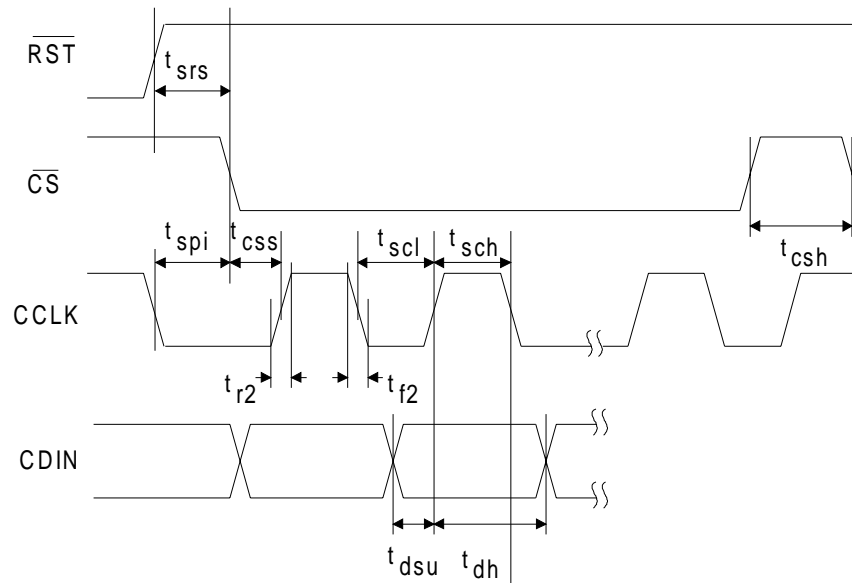 RST
t srs
CS
t spi
t css
t scl
t sch
t csh
CCLK
t r2
t f2
CDIN
t dsu
t dh